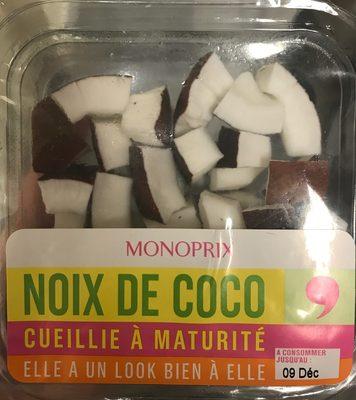 MONOPRIX
NOIX DE COCO
CUEILLIE À MATURITÉ
ELLE A UN LOOK BIEN À ELLE
A CONSOMMER
JUSQU'AU :
09 Déc